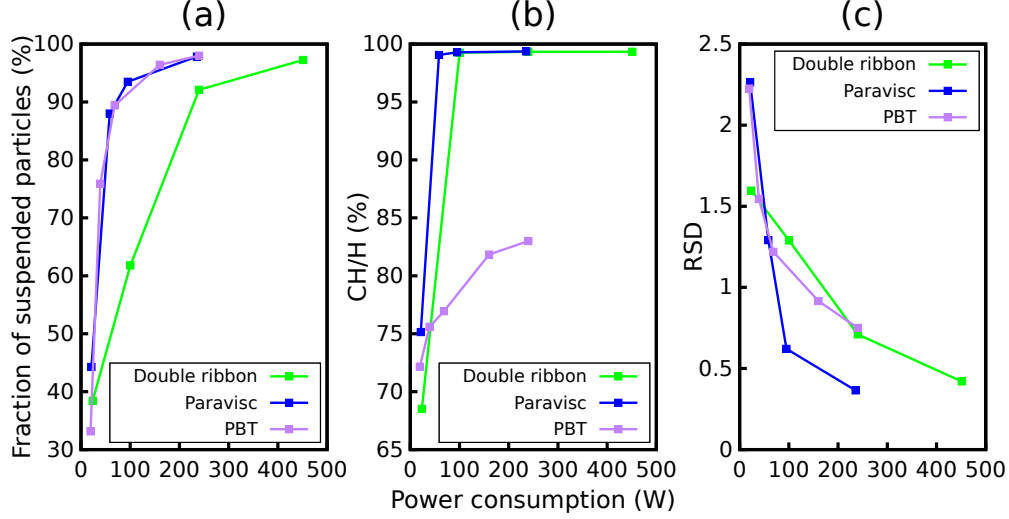 (a)
(b)
(c)
Fraction of suspended particles (%)
100
90
80
70
60
50
40
30
0 100 200 300 400 500
Double ribbon
Paravisc
PBT
CH/H (%)
100
95
90
85
80
75
70
65
0 100 200 300 400 500
Double ribbon
Paravisc
PBT
Power consumption (W)
RSD
2.5
2
1.5
1
0.5
0
0 100 200 300 400 500
Double ribbon
Paravisc
PBT